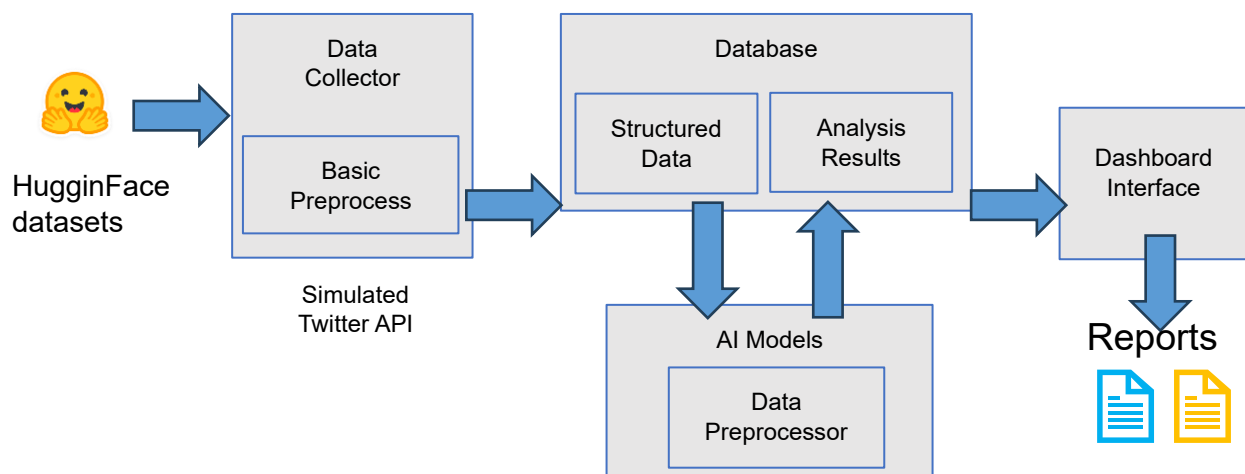 HugginFace
datasets
Data
Collector
Basic
Preprocess
Simulated
Twitter API
Database
Structured
Data
Analysis
Results
AI Models
Data
Preprocessor
Dashboard
Interface
Reports